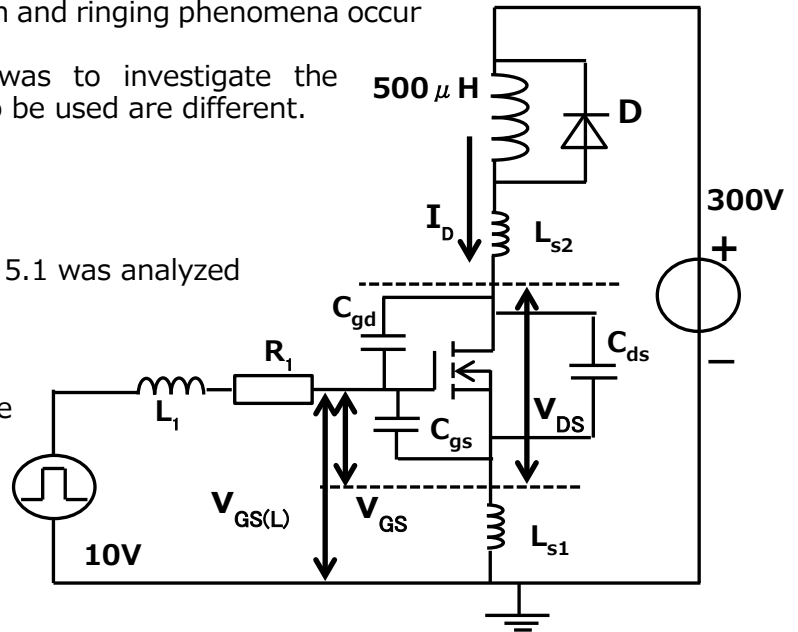 n and ringing phenomena occur
was to investigate the
be used are different.
5.1 was analyzed
e
500 μ H
D
300V
I_D
L_s2
+
C_gd
R_1
C_ds
−
L_1
V_DS
C_gs
V_GS(L)
V_GS
L_s1
10V